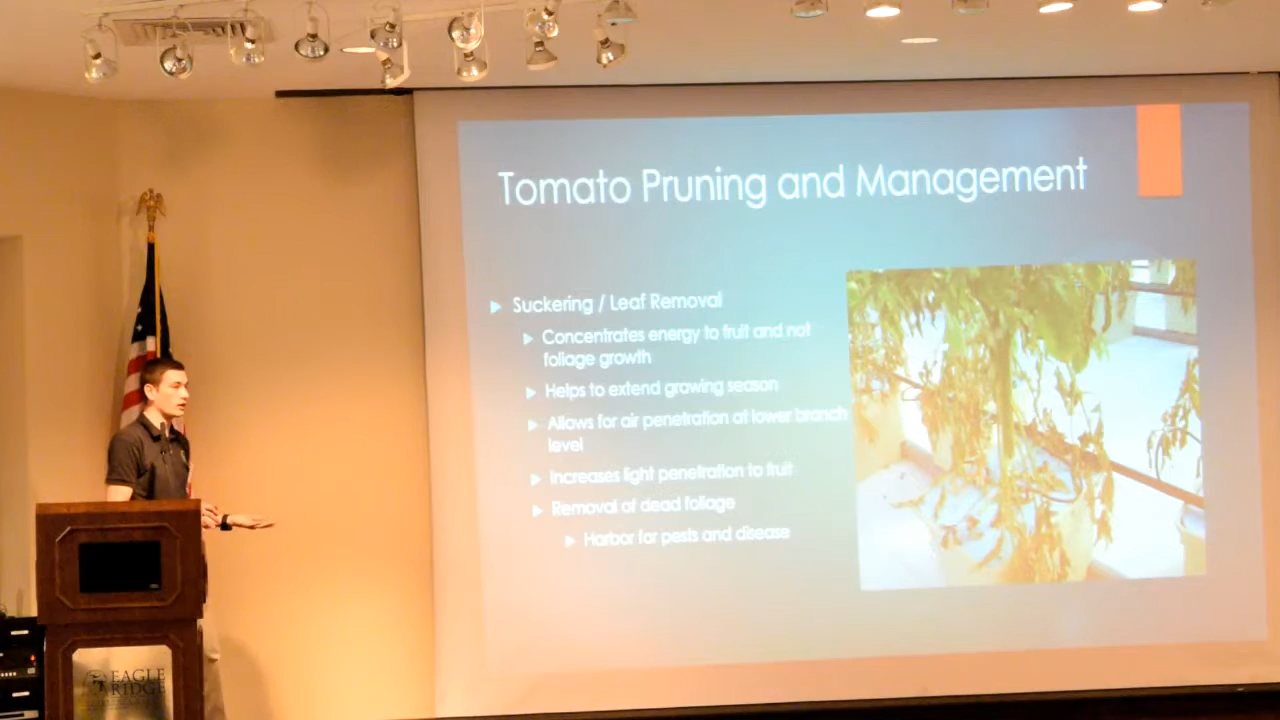 Tomato Pruning and Management
Suckering / Leaf Removal
Concentrates energy to fruit and not
foliage growth
Helps to extend growing season
Allows for air penetration at lower branch
level
Increases light penetration to fruit
Removal of dead foliage
Harbor for pests and disease
EAGLE
RIDGE